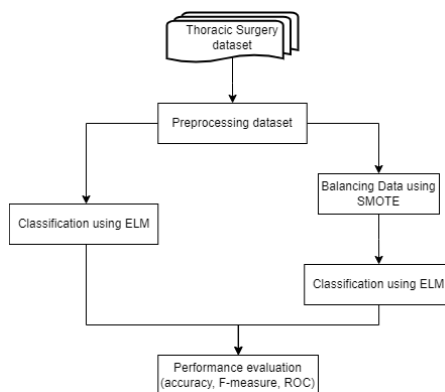 Thoracic Surgery
dataset
Preprocessing dataset
Balancing Data using
SMOTE
Classification using ELM
Classification using ELM
Performance evaluation
(accuracy, F-measure, ROC)